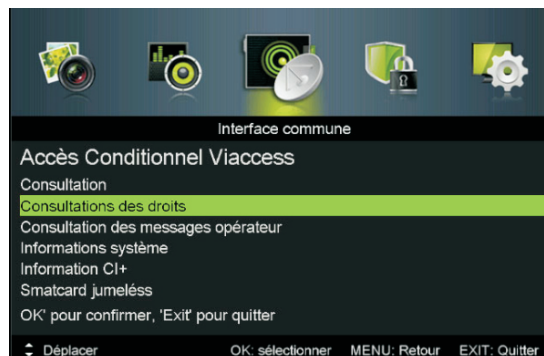 Interface commune
Accès Conditionnel Viaccess
Consultation
Consultations des droits
Consultation des messages opérateur
Informations système
Information CI+
Smatcard jumeléss
OK' pour confirmer, 'Exit' pour quitter
Déplacer OK: sélectionner MENU: Retour EXIT: Quitter